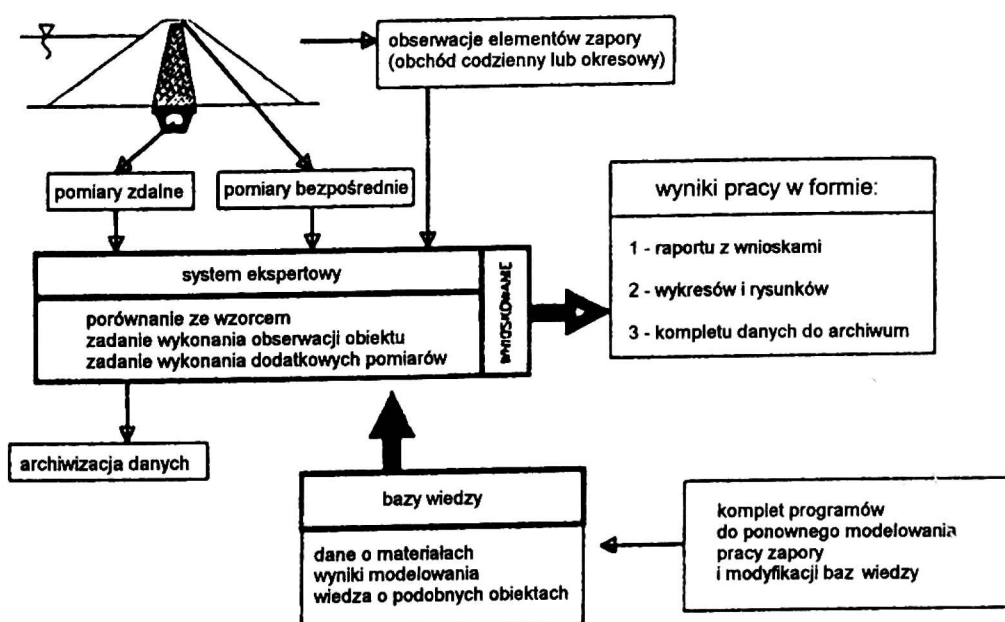 obserwacje elementów zapory
(obchód codzienny lub okresowy)
pomiary zdalne
pomiary bezpośrednie
wyniki pracy w formie:
1 - raportu z wnioskami
2 - wykresów i rysunków
3 - kompletu danych do archiwum
system ekspertowy
WNIOSKOWANIE
porównanie ze wzorcem
zadanie wykonania obserwacji obiektu
zadanie wykonania dodatkowych pomiarów
archiwizacja danych
bazy wiedzy
dane o materiałach
wyniki modelowania
wiedza o podobnych obiektach
komplet programów
do ponownego modelowania
pracy zapory
i modyfikacji baz wiedzy